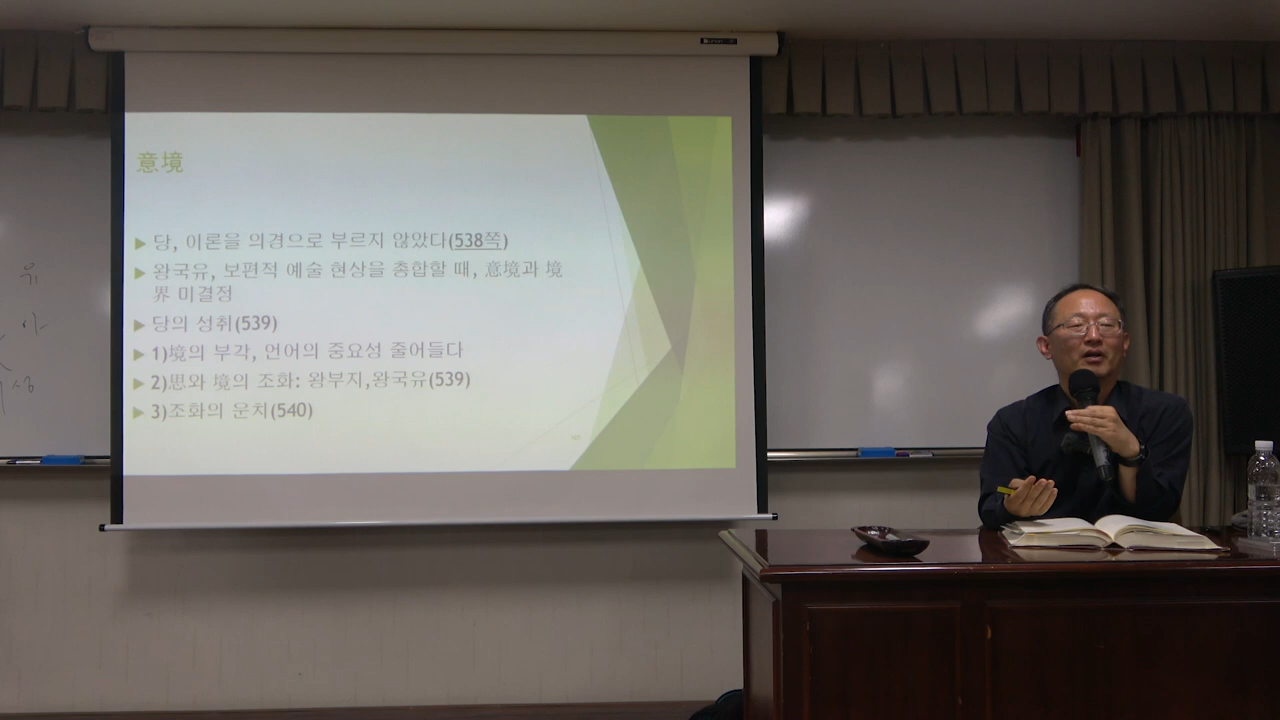 意境
당, 이론을 의경으로 부르지 않았다(538쪽)
왕국유, 보편적 예술 현상을 총합할 때, 意境과 境
界 미결정
당의 성취(539)
1)境의 부각, 언어의 중요성 줄어들다
2)思와 境의 조화: 왕부지,왕국유(539)
3)조화의 운치(540)
유
아